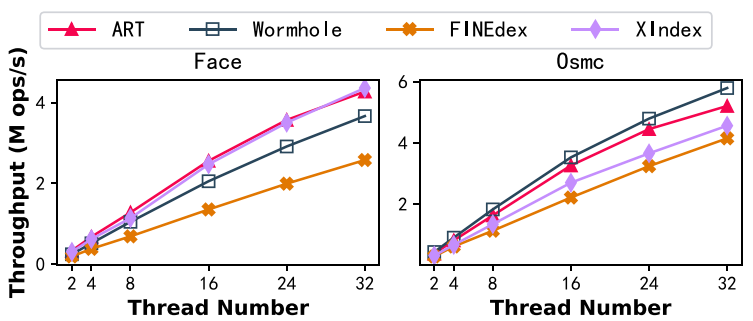 ART Wormhole FINEdex XIndex
Face Osmc
Throughput (M ops/s)
4
2
0
2 4 8 16 24 32
Thread Number
6
4
2
2 4 8 16 24 32
Thread Number